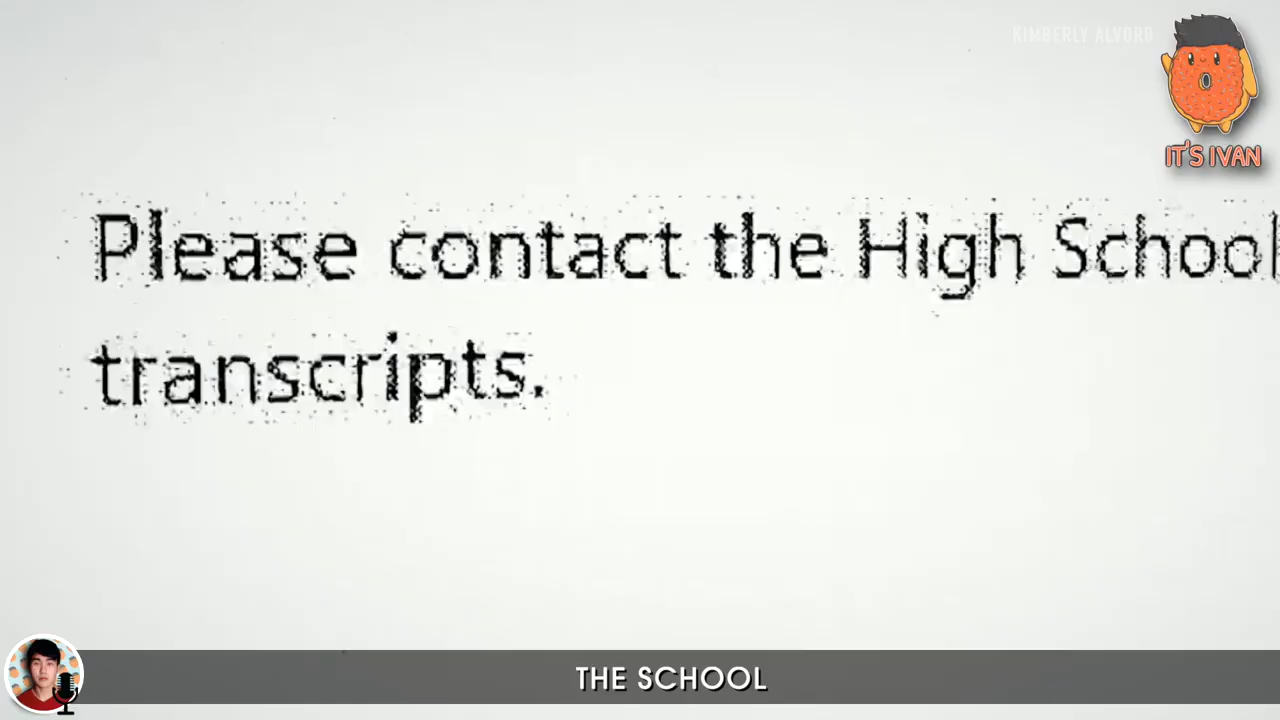 KIMBERLY ALVORD
IT'S IVAN
Please contact the High School
transcripts.
THE SCHOOL